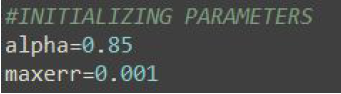 #INITIALIZING PARAMETERS
alpha=0.85
maxerr=0.001